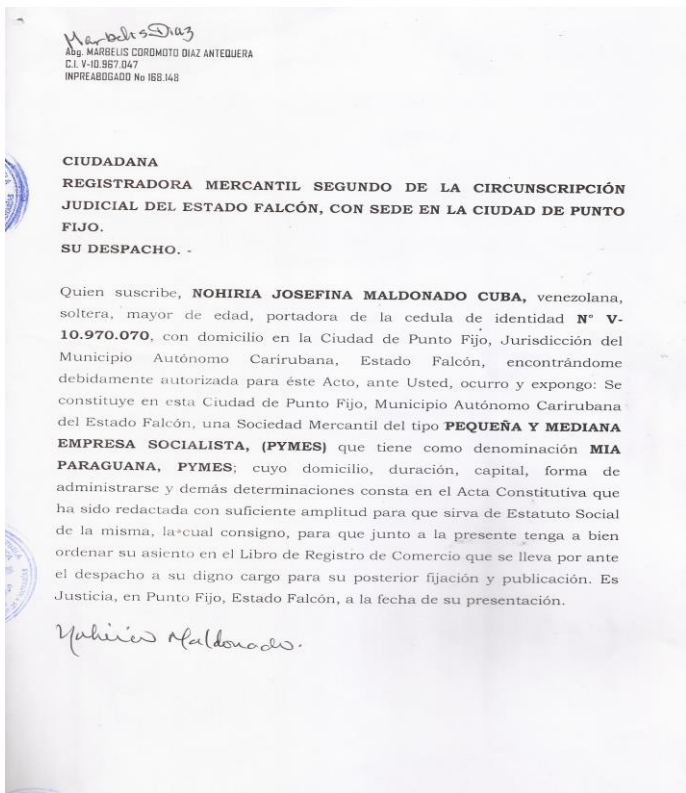 Marbelis Diaz
Abg. MARBELIS COROMOTO DIAZ ANTEQUERA
C.I. V-10.967.047
INPREABOGADO No 168.148
CIUDADANA
REGISTRADORA MERCANTIL SEGUNDO DE LA CIRCUNSCRIPCIÓN
JUDICIAL DEL ESTADO FALCÓN, CON SEDE EN LA CIUDAD DE PUNTO
FIJO.
SU DESPACHO. -
Quien suscribe, NOHIRIA JOSEFINA MALDONADO CUBA, venezolana,
soltera, mayor de edad, portadora de la cedula de identidad N° V-
10.970.070, con domicilio en la Ciudad de Punto Fijo, Jurisdicción del
Municipio Autónomo Carirubana, Estado Falcón, encontrándome
debidamente autorizada para éste Acto, ante Usted, ocurro y expongo: Se
constituye en esta Ciudad de Punto Fijo, Municipio Autónomo Carirubana
del Estado Falcón, una Sociedad Mercantil del tipo PEQUEÑA Y MEDIANA
EMPRESA SOCIALISTA, (PYMES) que tiene como denominación MIA
PARAGUANA, PYMES; cuyo domicilio, duración, capital, forma de
administrarse y demás determinaciones consta en el Acta Constitutiva que
ha sido redactada con suficiente amplitud para que sirva de Estatuto Social
de la misma, la cual consigno, para que junto a la presente tenga a bien
ordenar su asiento en el Libro de Registro de Comercio que se lleva por ante
el despacho a su digno cargo para su posterior fijación y publicación. Es
Justicia, en Punto Fijo, Estado Falcón, a la fecha de su presentación.
Nohiria Maldonado.